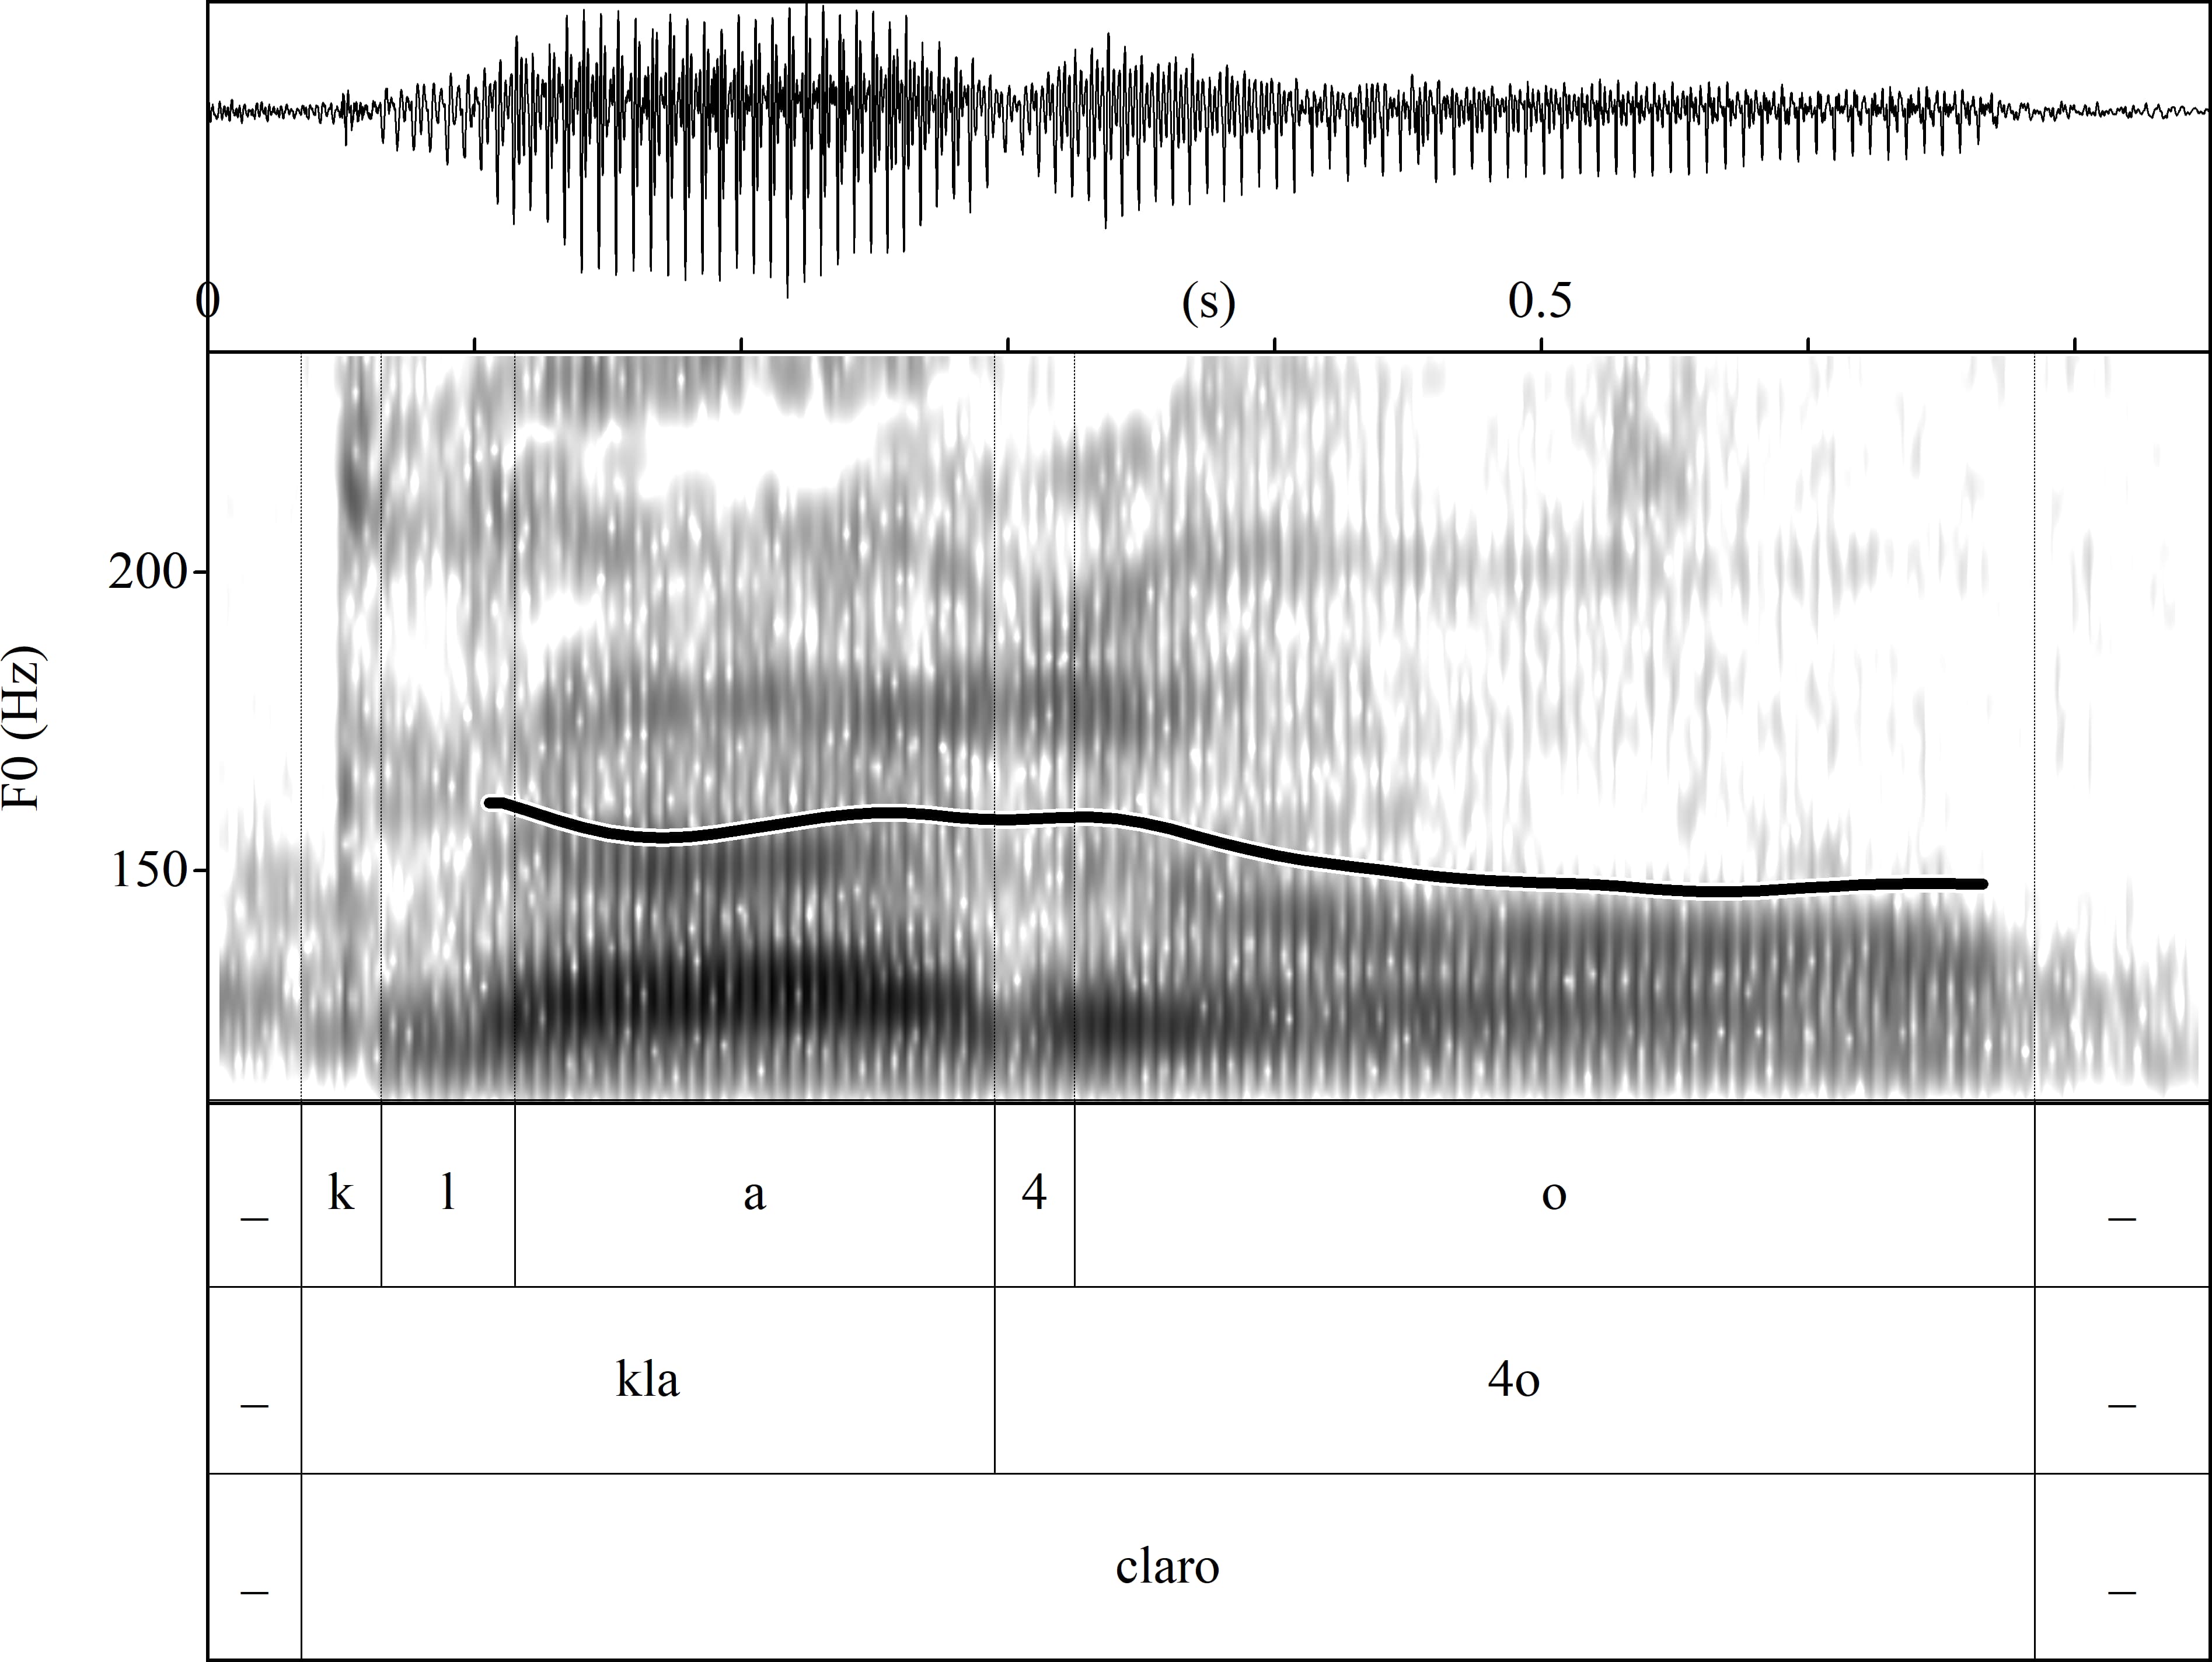 0 (s) 0.5
200
150
F0 (Hz)
_ k l a 4 o _
_ kla 4o _
_ claro _